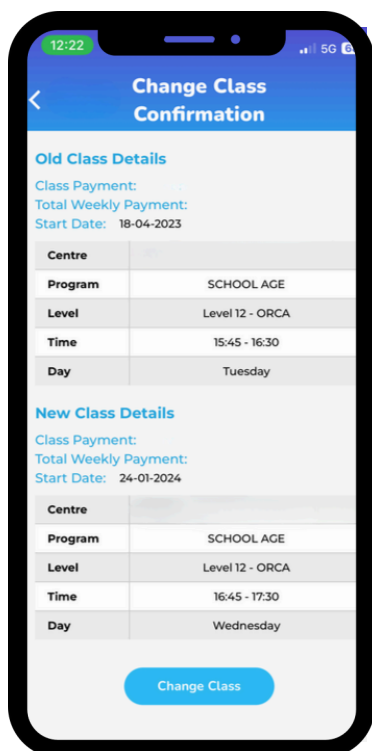 12:22 5G
Change Class
Confirmation
Old Class Details
Class Payment:
Total Weekly Payment:
Start Date: 18-04-2023
Centre
Program SCHOOL AGE
Level Level 12 - ORCA
Time 15:45 - 16:30
Day Tuesday
New Class Details
Class Payment:
Total Weekly Payment:
Start Date: 24-01-2024
Centre
Program SCHOOL AGE
Level Level 12 - ORCA
Time 16:45 - 17:30
Day Wednesday
Change Class